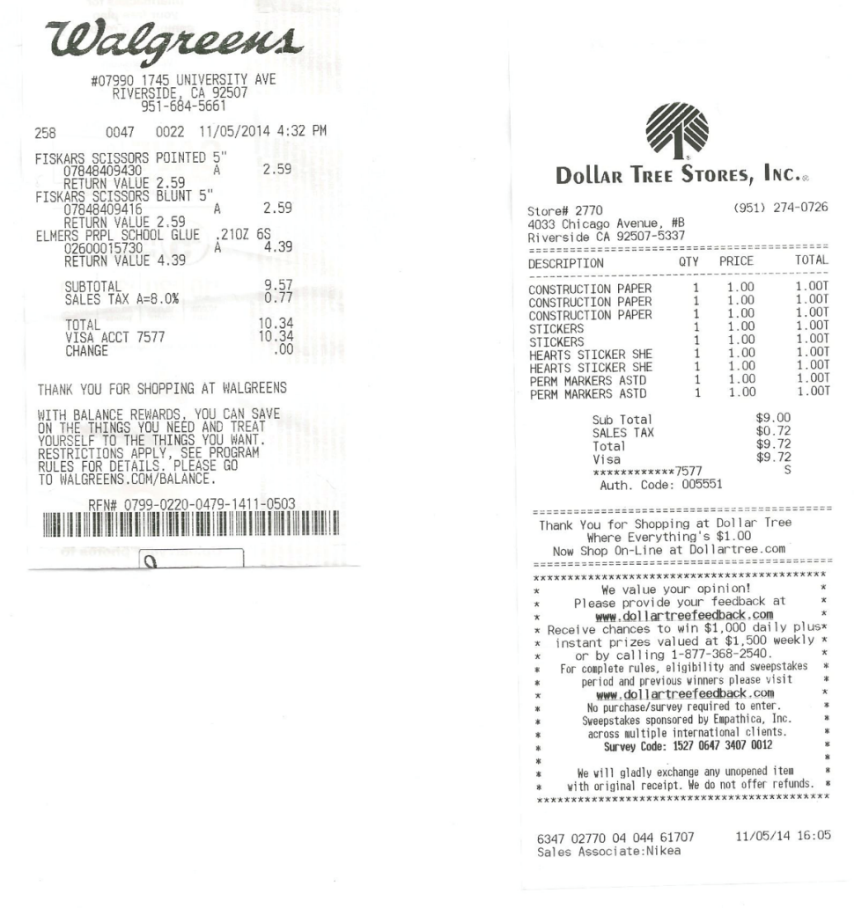 Walgreens
#07990 1745 UNIVERSITY AVE
RIVERSIDE, CA 92507
951-684-5661
258 0047 0022 11/05/2014 4:32 PM
FISKARS SCISSORS POINTED 5"
07848409430 A 2.59
RETURN VALUE 2.59
FISKARS SCISSORS BLUNT 5"
07848409416 A 2.59
RETURN VALUE 2.59
ELMERS PRPL SCHOOL GLUE .21OZ 6S
02600015730 A 4.39
RETURN VALUE 4.39
SUBTOTAL 9.57
SALES TAX A=8.0% 0.77
TOTAL 10.34
VISA ACCT 7577 10.34
CHANGE .00
THANK YOU FOR SHOPPING AT WALGREENS
WITH BALANCE REWARDS, YOU CAN SAVE
ON THE THINGS YOU NEED AND TREAT
YOURSELF TO THE THINGS YOU WANT.
RESTRICTIONS APPLY, SEE PROGRAM
RULES FOR DETAILS. PLEASE GO
TO WALGREENS.COM/BALANCE.
RFN# 0799-0220-0479-1411-0503
DOLLAR TREE STORES, INC.®
Store# 2770 (951) 274-0726
4033 Chicago Avenue, #B
Riverside CA 92507-5337
==========================================
DESCRIPTION QTY PRICE TOTAL
------------------------------------------
CONSTRUCTION PAPER 1 1.00 1.00T
CONSTRUCTION PAPER 1 1.00 1.00T
CONSTRUCTION PAPER 1 1.00 1.00T
STICKERS 1 1.00 1.00T
STICKERS 1 1.00 1.00T
HEARTS STICKER SHE 1 1.00 1.00T
HEARTS STICKER SHE 1 1.00 1.00T
PERM MARKERS ASTD 1 1.00 1.00T
PERM MARKERS ASTD 1 1.00 1.00T
Sub Total $9.00
SALES TAX $0.72
Total $9.72
Visa $9.72
************7577 S
Auth. Code: 005551
==========================================
Thank You for Shopping at Dollar Tree
Where Everything's $1.00
Now Shop On-Line at Dollartree.com
==========================================
******************************************
* We value your opinion! *
* Please provide your feedback at *
* www.dollartreefeedback.com *
* Receive chances to win $1,000 daily plus*
* instant prizes valued at $1,500 weekly *
* or by calling 1-877-368-2540. *
* For complete rules, eligibility and sweepstakes *
* period and previous winners please visit *
* www.dollartreefeedback.com *
* No purchase/survey required to enter. *
* Sweepstakes sponsored by Empathica, Inc. *
* across multiple international clients. *
* Survey Code: 1527 0647 3407 0012 *
* *
* We will gladly exchange any unopened item *
* with original receipt. We do not offer refunds. *
******************************************
6347 02770 04 044 61707 11/05/14 16:05
Sales Associate:Nikea